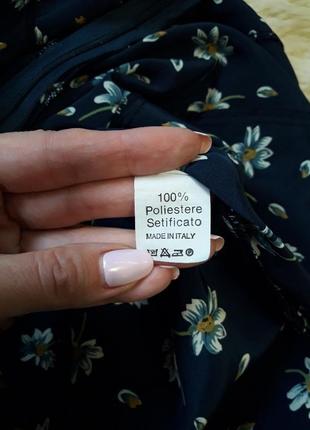 100%
Poliestere
Setificato
MADE IN ITALY